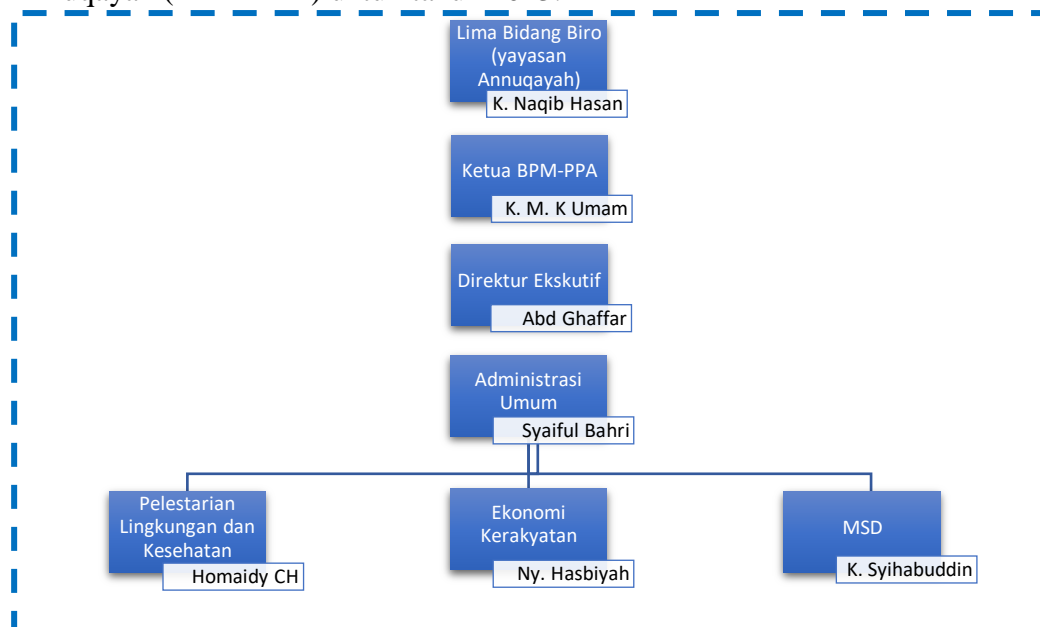 Lima Bidang Biro
(yayasan
Annuqayah)
K. Naqib Hasan
Ketua BPM-PPA
K. M. K Umam
Direktur Ekskutif
Abd Ghaffar
Administrasi
Umum
Syaiful Bahri
Pelestarian
Lingkungan dan
Kesehatan
Homaidy CH
Ekonomi
Kerakyatan
Ny. Hasbiyah
MSD
K. Syihabuddin